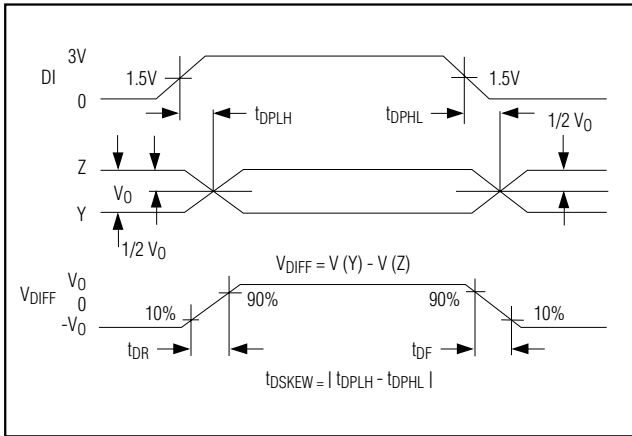 3V
DI
1.5V
1.5V
0
tDPLH
tDPHL
1/2 VO
Z
VO
Y
1/2 VO
VDIFF = V (Y) - V (Z)
VO
VDIFF
0
-VO
10%
90%
90%
10%
tDR
tDF
tDSKEW = | tDPLH - tDPHL |